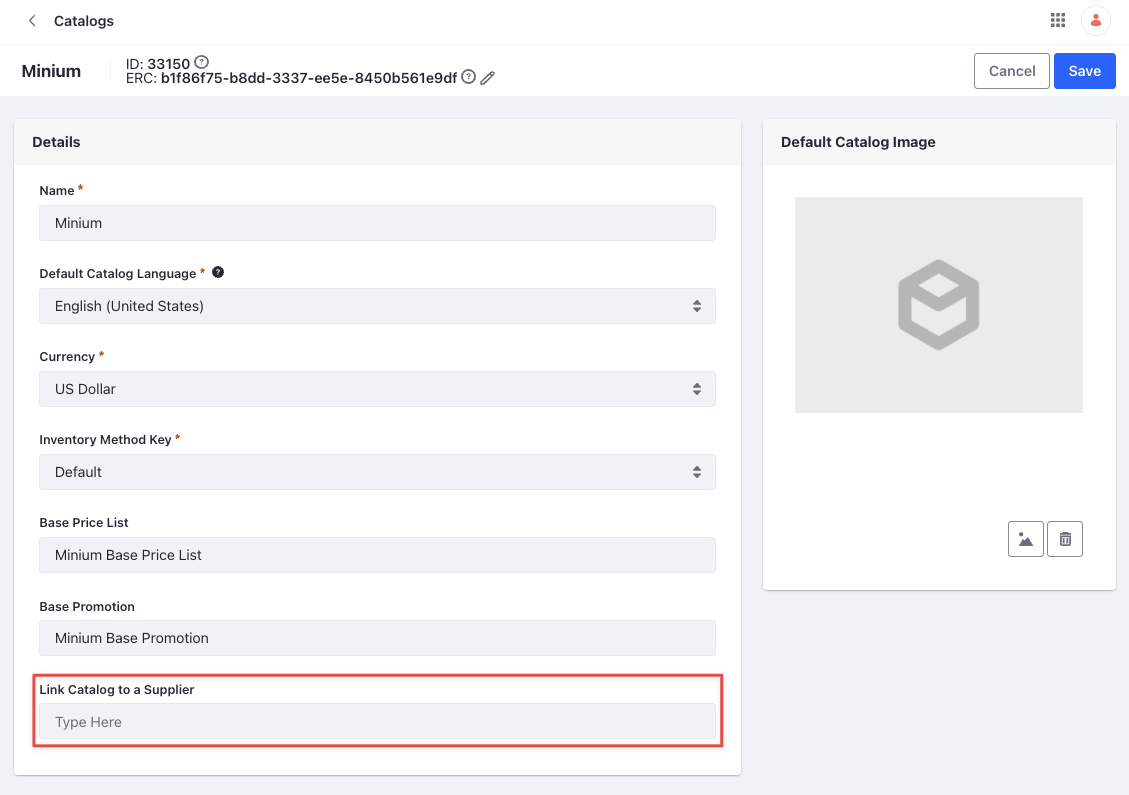 Catalogs
Minium
ID: 33150 ?
ERC: b1f86f75-b8dd-3337-ee5e-8450b561e9df ?
Cancel
Save
Details
Name *
Minium
Default Catalog Language * ?
English (United States)
Currency *
US Dollar
Inventory Method Key *
Default
Base Price List
Minium Base Price List
Base Promotion
Minium Base Promotion
Link Catalog to a Supplier
Type Here
Default Catalog Image